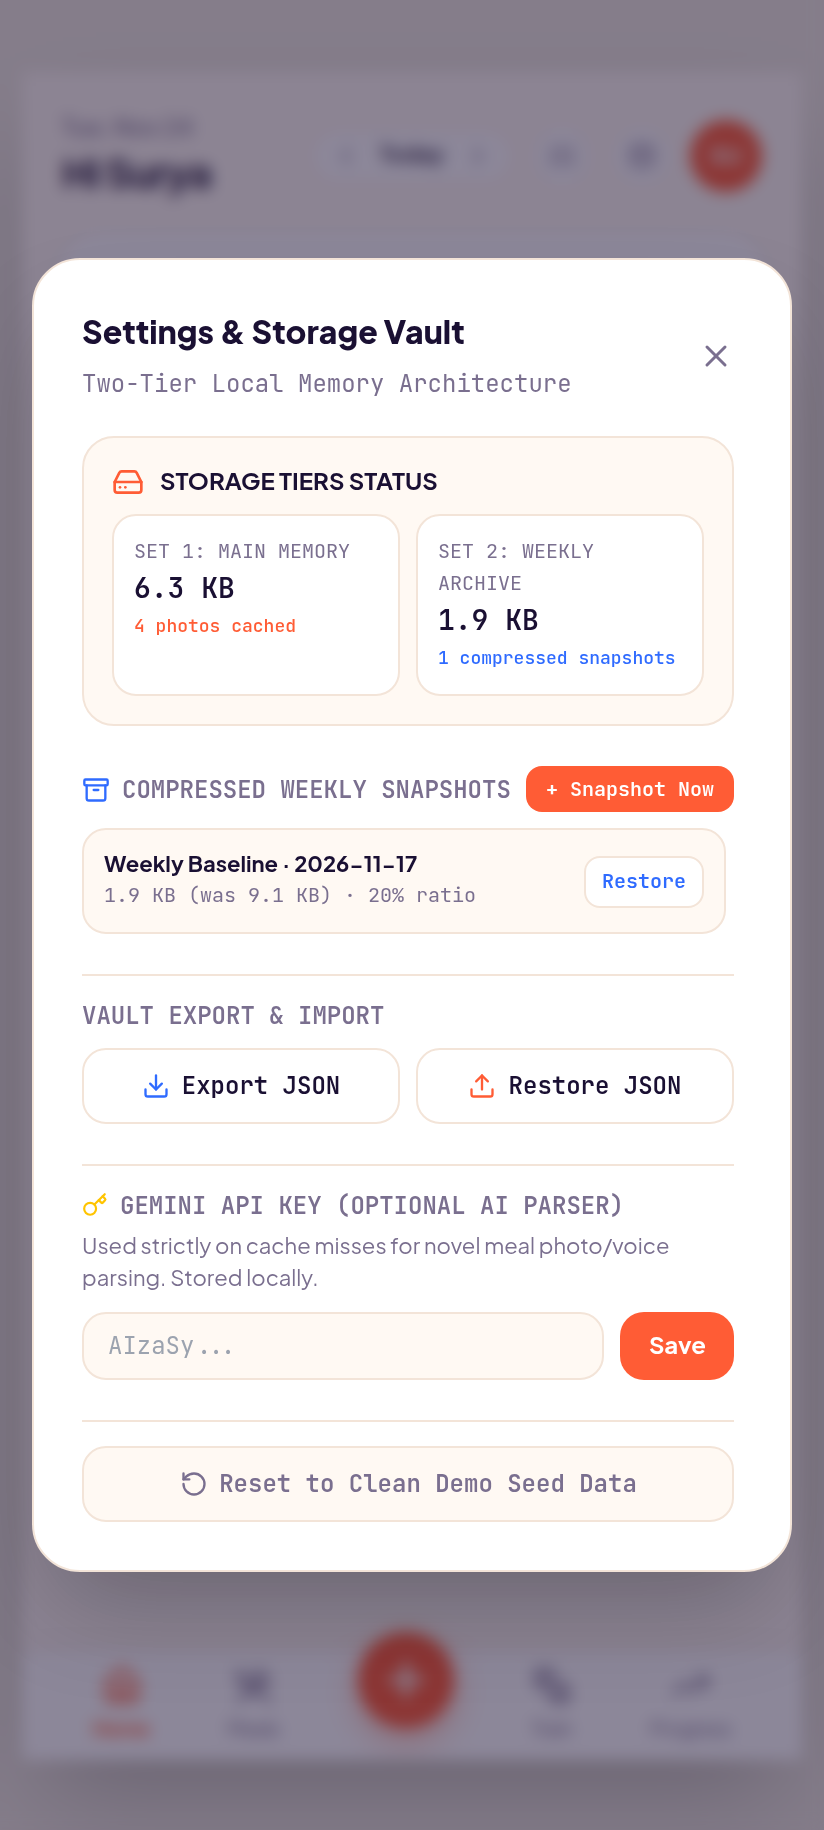 Hi Surya
Today
Settings & Storage Vault
Two-Tier Local Memory Architecture
STORAGE TIERS STATUS
SET 1: MAIN MEMORY
6.3 KB
4 photos cached
SET 2: WEEKLY
ARCHIVE
1.9 KB
1 compressed snapshots
COMPRESSED WEEKLY SNAPSHOTS
+ Snapshot Now
Weekly Baseline · 2026-11-17
1.9 KB (was 9.1 KB) · 20% ratio
Restore
VAULT EXPORT & IMPORT
Export JSON
Restore JSON
GEMINI API KEY (OPTIONAL AI PARSER)
Used strictly on cache misses for novel meal photo/voice
parsing. Stored locally.
AIzaSy...
Save
Reset to Clean Demo Seed Data